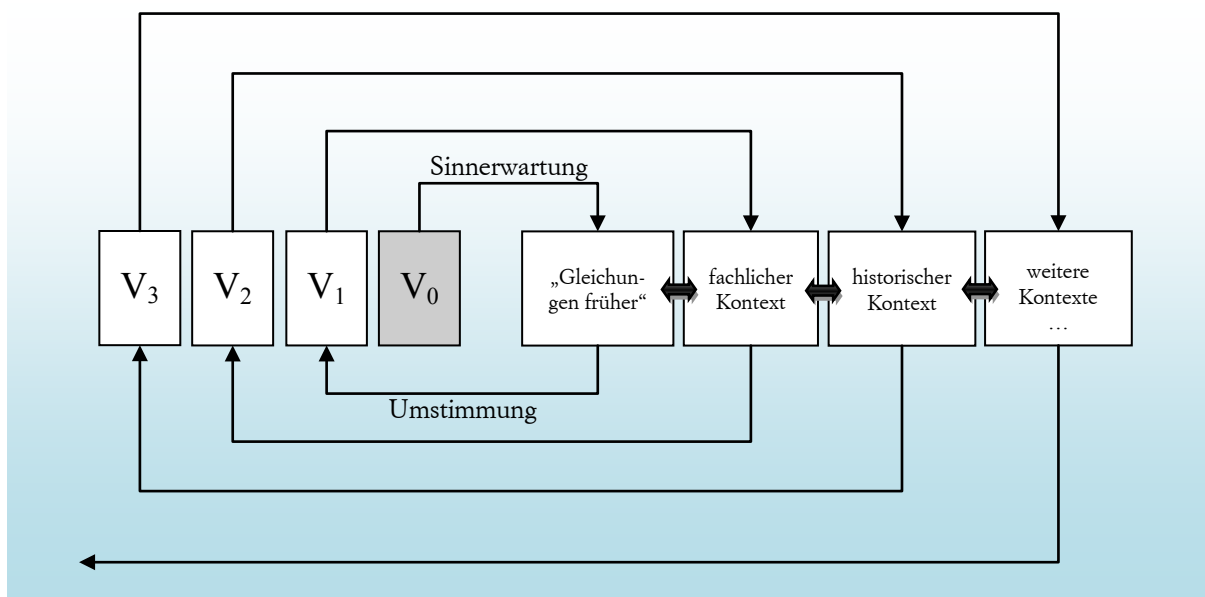 Sinnerwartung
V₃
V₂
V₁
V₀
„Gleichun-
gen früher“
fachlicher
Kontext
historischer
Kontext
weitere
Kontexte
…
Umstimmung